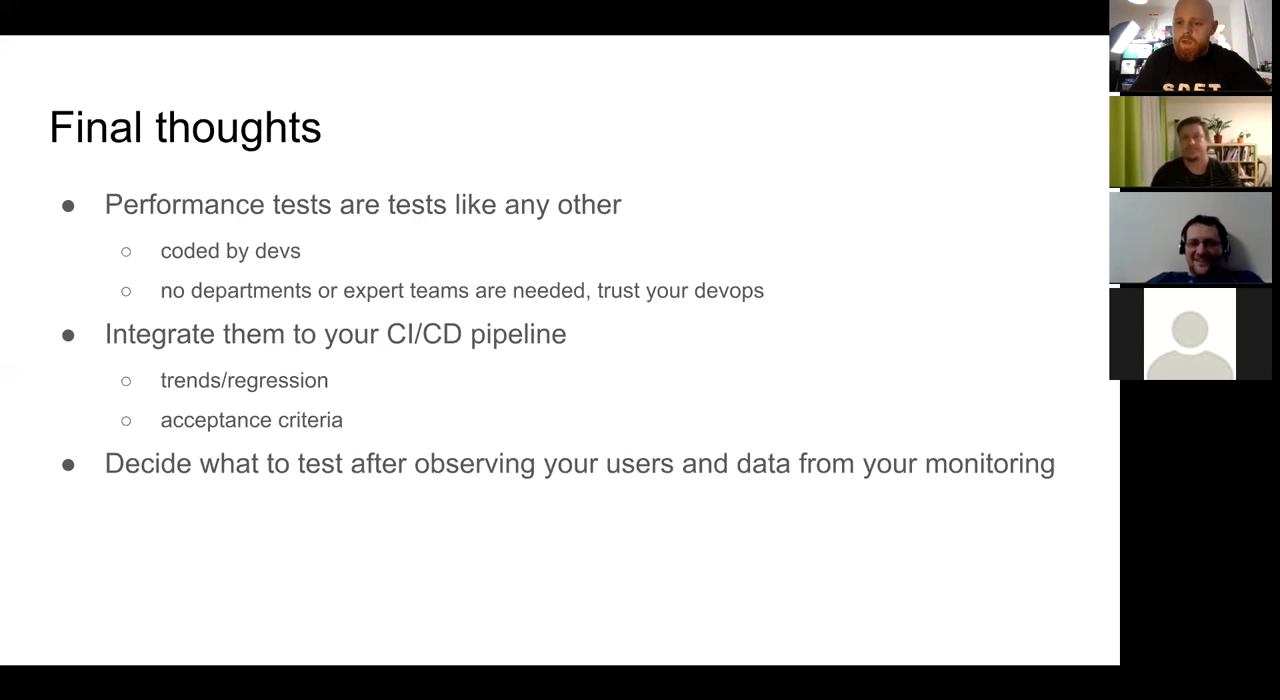 Final thoughts
● Performance tests are tests like any other
○ coded by devs
○ no departments or expert teams are needed, trust your devops
● Integrate them to your CI/CD pipeline
○ trends/regression
○ acceptance criteria
● Decide what to test after observing your users and data from your monitoring
SDET